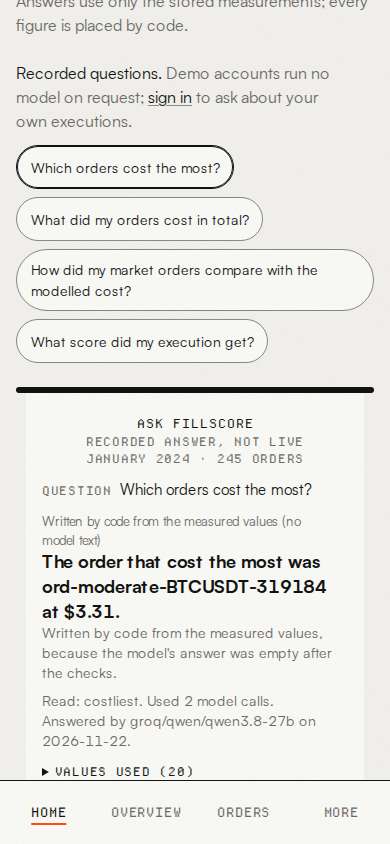 Answers use only the stored measurements; every
figure is placed by code.
Recorded questions. Demo accounts run no
model on request; sign in to ask about your
own executions.
Which orders cost the most?
What did my orders cost in total?
How did my market orders compare with the
modelled cost?
What score did my execution get?
ASK FILLSCORE
RECORDED ANSWER, NOT LIVE
JANUARY 2024 · 245 ORDERS
QUESTION Which orders cost the most?
Written by code from the measured values (no
model text)
The order that cost the most was
ord-moderate-BTCUSDT-319184
at $3.31.
Written by code from the measured values,
because the model's answer was empty after
the checks.
Read: costliest. Used 2 model calls.
Answered by groq/qwen/qwen3.8-27b on
2026-11-22.
▶ VALUES USED (20)
HOME OVERVIEW ORDERS MORE